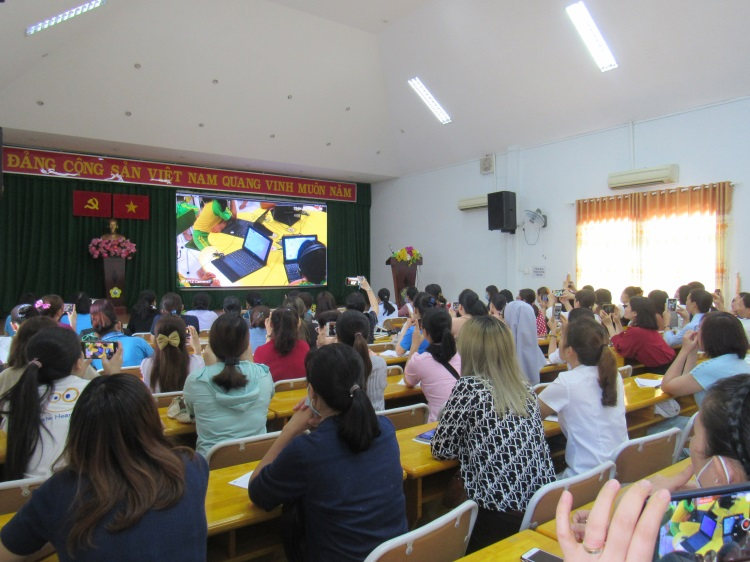 ĐẢNG CỘNG SẢN VIỆT NAM QUANG VINH MUÔN NĂM